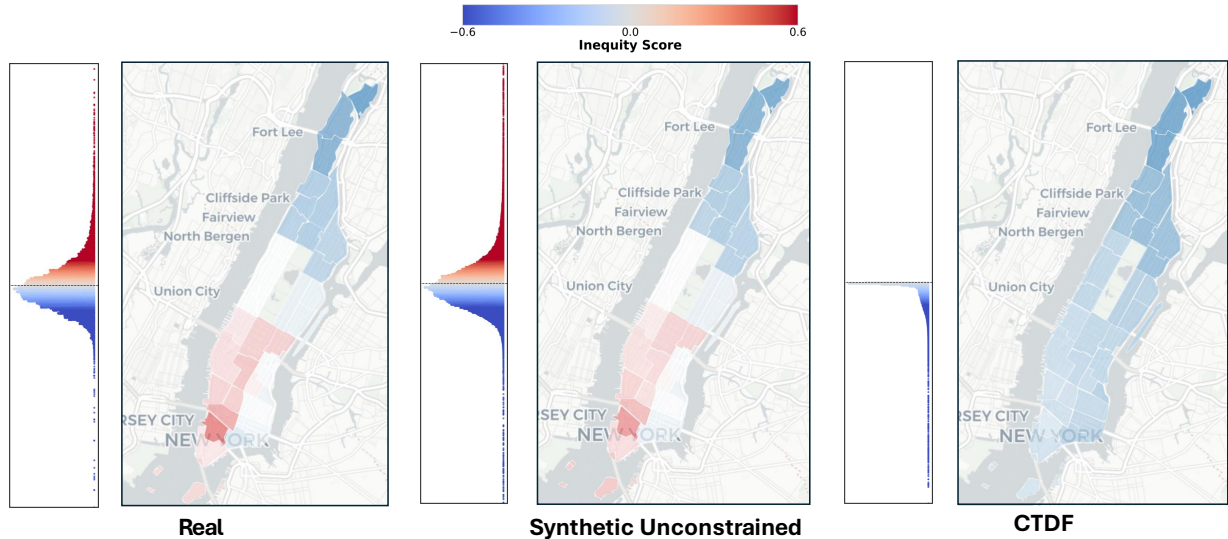 −0.6 0.0 0.6
Inequity Score
Fort Lee
Cliffside Park
Fairview
North Bergen
Union City
RSEY CITY
NEW YORK
Real
Fort Lee
Cliffside Park
Fairview
North Bergen
Union City
RSEY CITY
NEW YORK
Synthetic Unconstrained
Fort Lee
Cliffside Park
Fairview
North Bergen
Union City
RSEY CITY
NEW YORK
CTDF